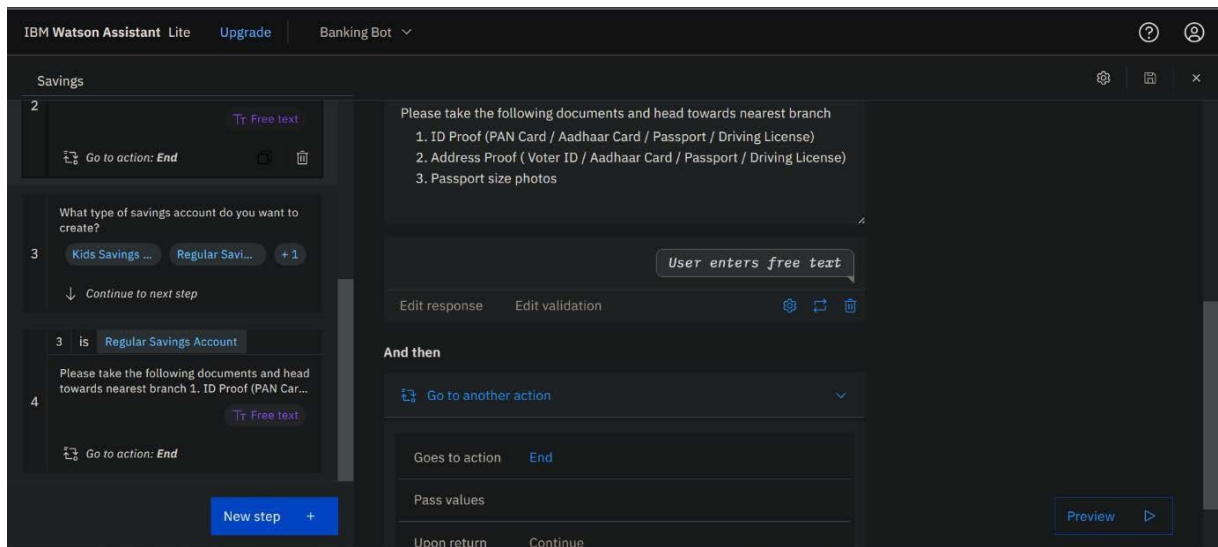 IBM Watson Assistant Lite Upgrade Banking Bot
Savings
2
Free text
Go to action: End
What type of savings account do you want to
create?
3
Kids Savings ... Regular Savi... + 1
Continue to next step
3 is Regular Savings Account
Please take the following documents and head
towards nearest branch 1. ID Proof (PAN Car...
4
Free text
Go to action: End
New step +
Please take the following documents and head towards nearest branch
1. ID Proof (PAN Card / Aadhaar Card / Passport / Driving License)
2. Address Proof ( Voter ID / Aadhaar Card / Passport / Driving License)
3. Passport size photos
User enters free text
Edit response Edit validation
And then
Go to another action
Goes to action End
Pass values
Upon return Continue
Preview